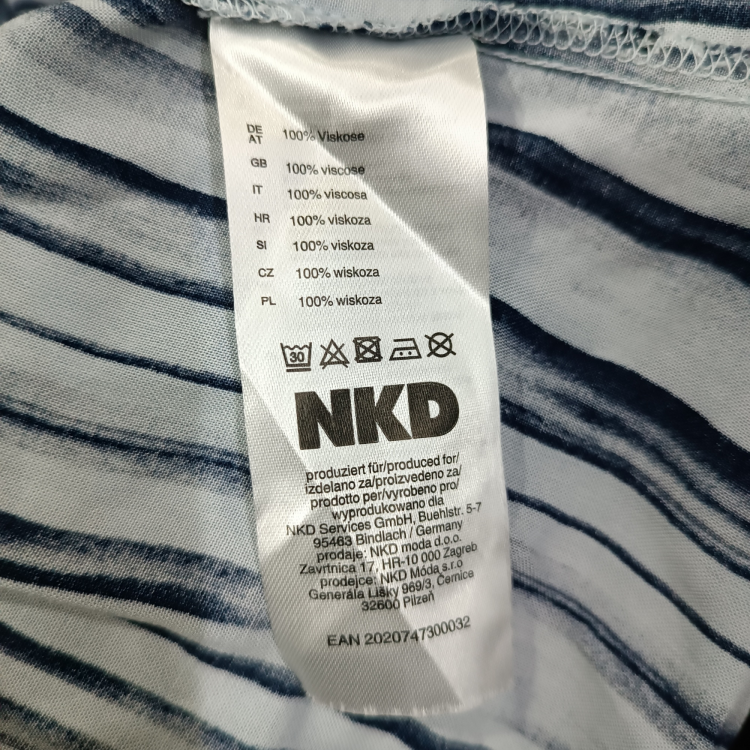 DE
AT 100% Viskose
GB 100% viscose
IT 100% viscosa
HR 100% viskoza
SI 100% viskoza
CZ 100% wiskoza
PL 100% wiskoza
30
NKD
produziert für/produced for/
izdelano za/proizvedeno za/
prodotto per/vyrobeno pro/
wyprodukowano dla
NKD Services GmbH, Buehlstr. 5-7
95463 Bindlach / Germany
prodaje: NKD moda d.o.o.
Zavrtnica 17, HR-10 000 Zagreb
prodejce: NKD Móda s.r.o
Generála Lišky 969/3, Černice
32600 Plzeň
EAN 2020747300032